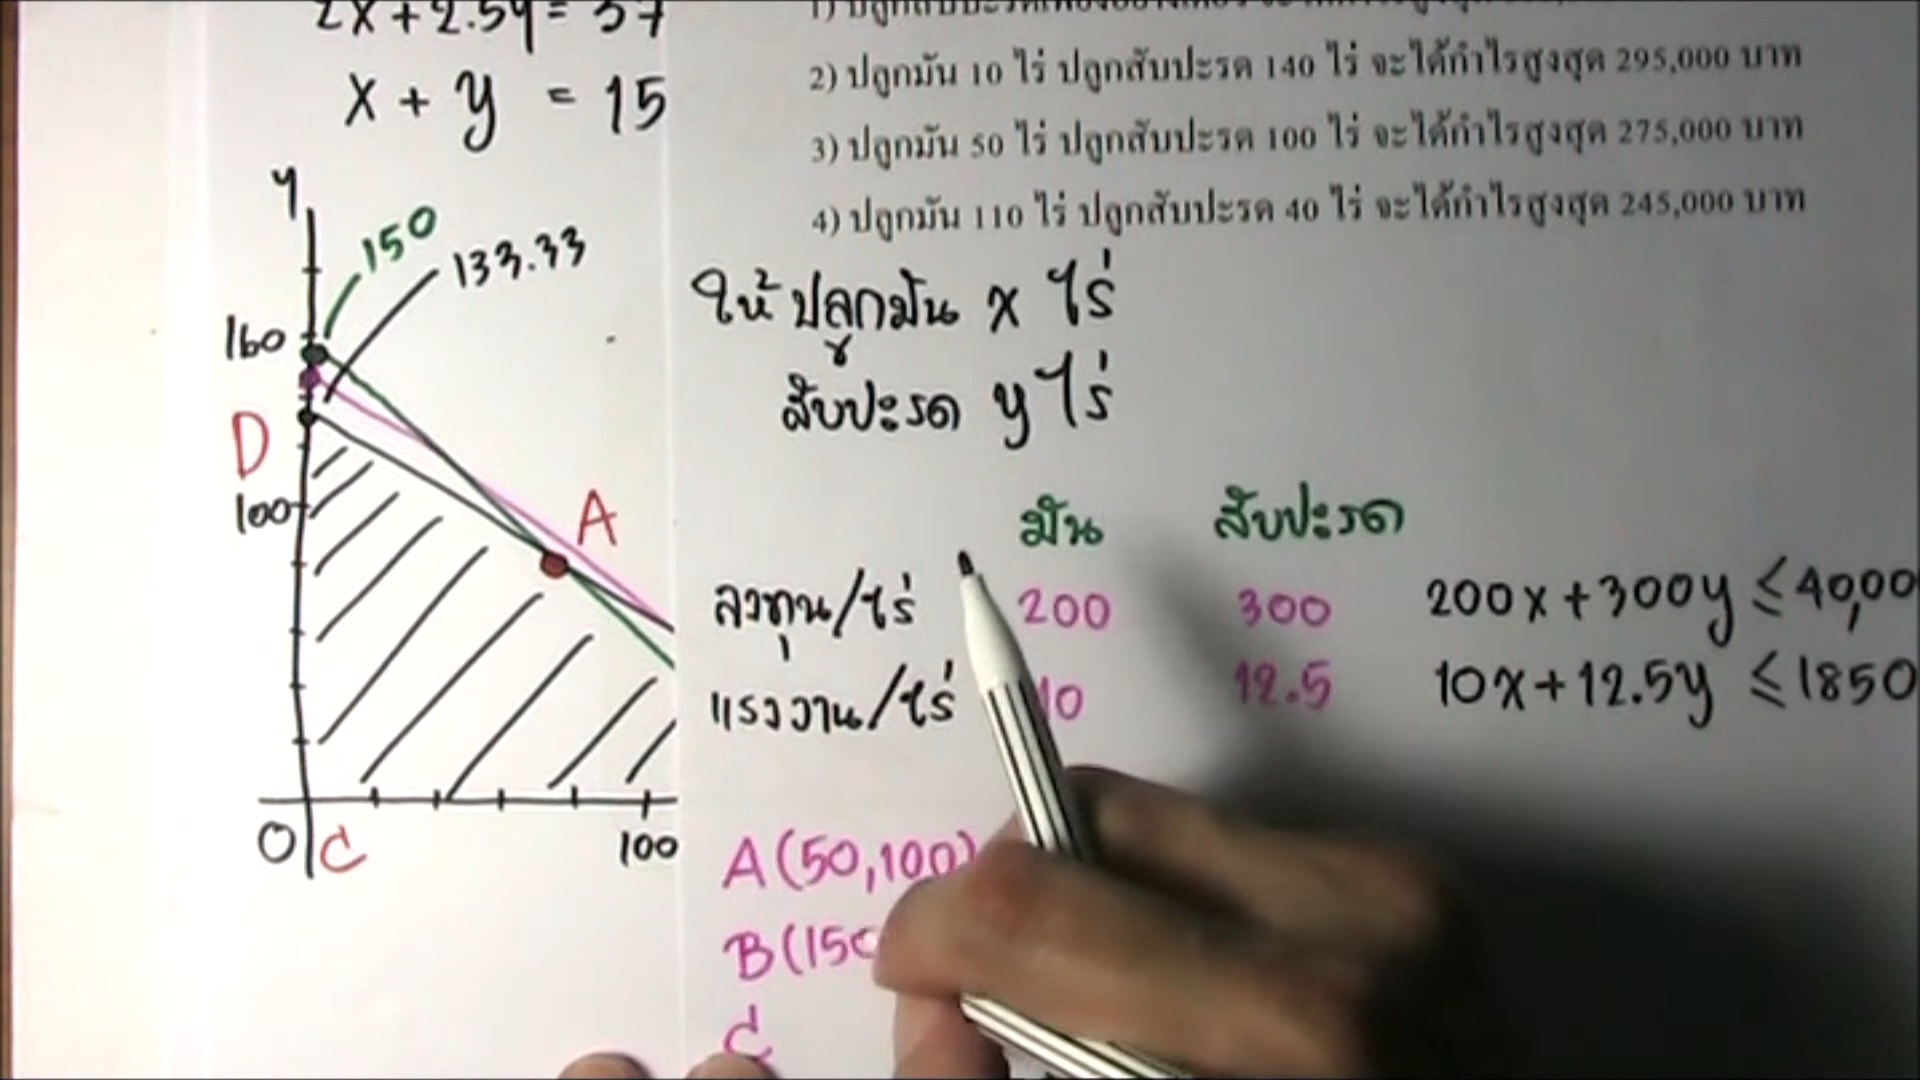 2x + 2.5y = 37
x + y = 15
2) ปลูกมัน 10 ไร่ ปลูกสับปะรด 140 ไร่ จะได้กำไรสูงสุด 295,000 บาท
3) ปลูกมัน 50 ไร่ ปลูกสับปะรด 100 ไร่ จะได้กำไรสูงสุด 275,000 บาท
4) ปลูกมัน 110 ไร่ ปลูกสับปะรด 40 ไร่ จะได้กำไรสูงสุด 245,000 บาท
y
150
133.33
160
D
100
A
0
C
100
ให้ ปลูกมัน x ไร่
สับปะรด y ไร่
มัน สับปะรด
ลงทุน/ไร่ 200 300 200x + 300y ≤ 40,00
แรงงาน/ไร่ 10 12.5 10x + 12.5y ≤ 1850
A (50,100)
B (150
C